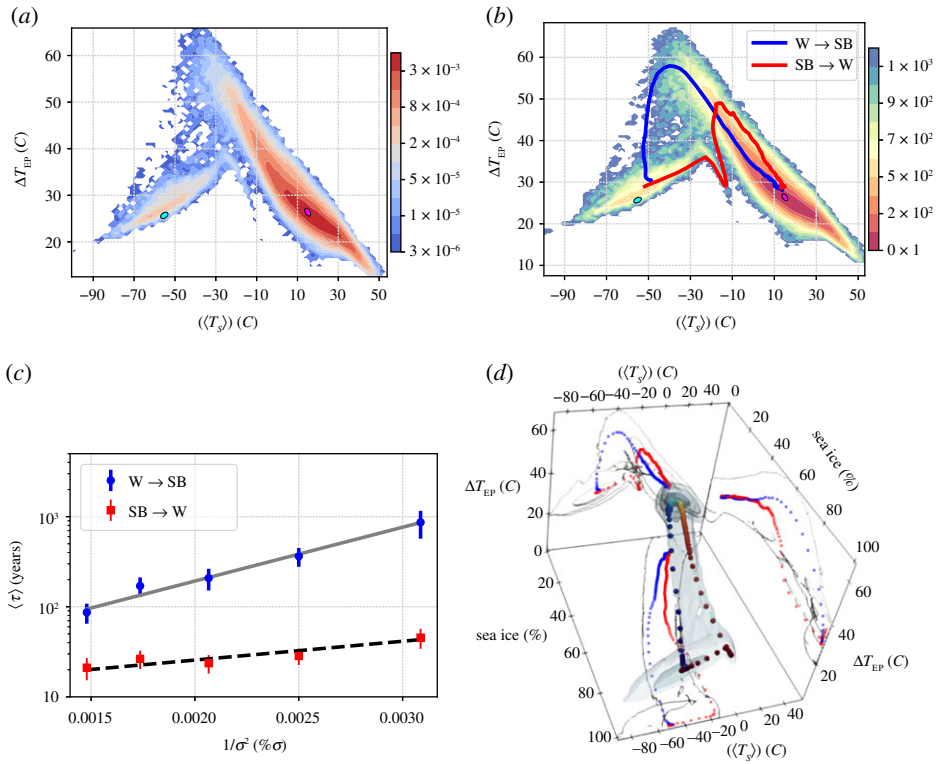 (a)
60
50
40
30
20
ΔT_EP (C)
−90 −70 −50 −30 −10 10 30 50
(⟨T_S⟩) (C)
3 × 10⁻³
8 × 10⁻⁴
2 × 10⁻⁴
5 × 10⁻⁵
1 × 10⁻⁵
3 × 10⁻⁶
(b)
W → SB
SB → W
60
50
40
30
20
10
ΔT_EP (C)
−90 −70 −50 −30 −10 10 30 50
(⟨T_S⟩) (C)
1 × 10³
9 × 10²
7 × 10²
5 × 10²
2 × 10²
0 × 1
(c)
W → SB
SB → W
10³
10²
10
⟨τ⟩ (years)
0.0015 0.0020 0.0025 0.0030
1/σ² (%σ)
(d)
(⟨T_S⟩) (C)
−80 −60 −40 −20 0 20 40
0
20
40
60
80
100
sea ice (%)
60
40
20
0
ΔT_EP (C)
20
40
60
80
100
sea ice (%)
60
40
20
ΔT_EP (C)
−80 −60 −40 −20 0 20 40
(⟨T_S⟩) (C)